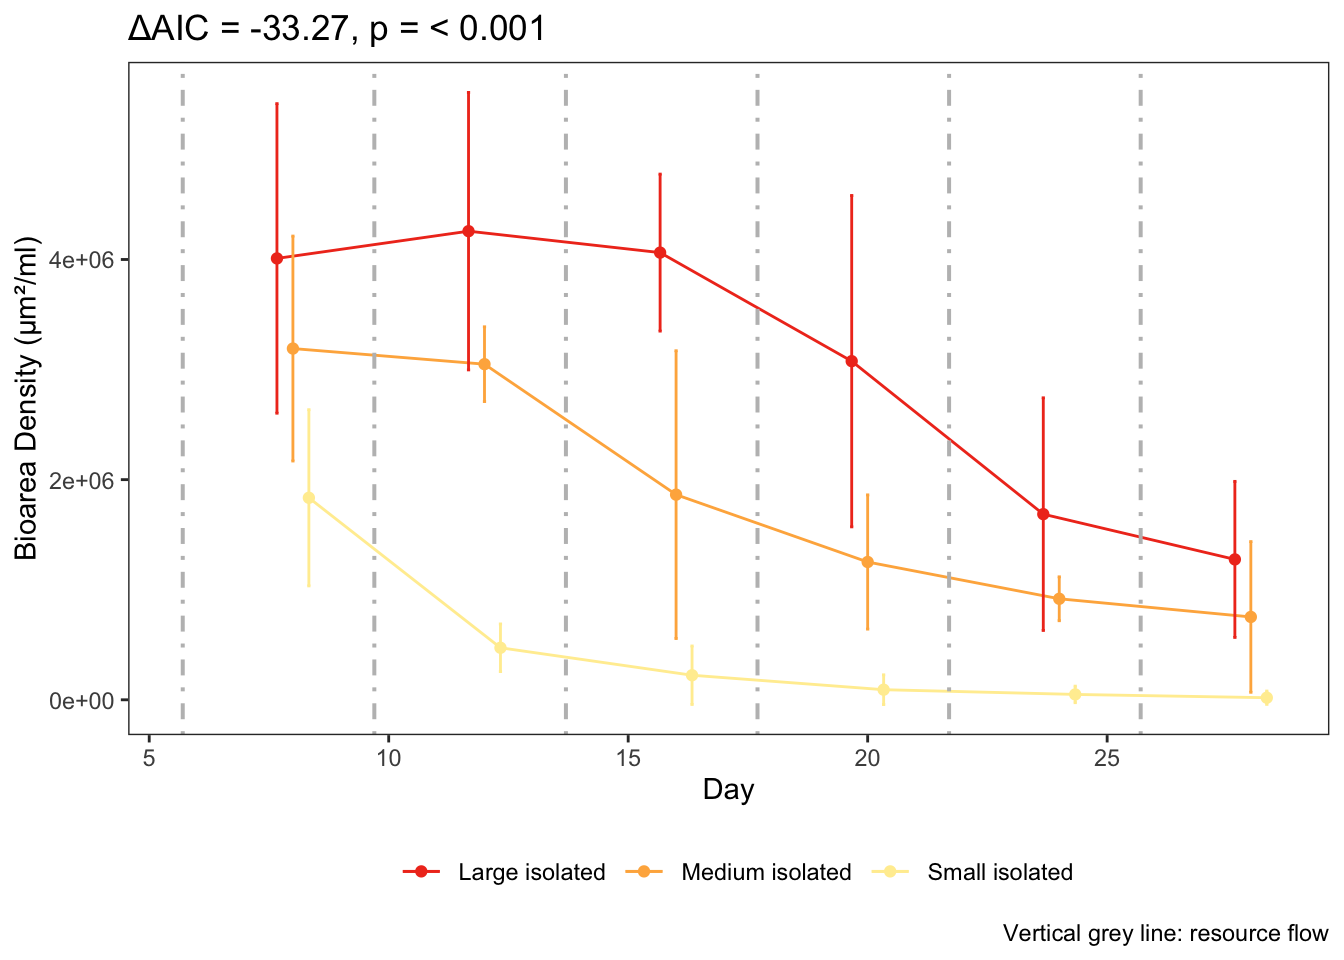 ΔAIC = -33.27, p = < 0.001
Bioarea Density (μm²/ml)
4e+06
2e+06
0e+00
5 10 15 20 25
Day
Large isolated Medium isolated Small isolated
Vertical grey line: resource flow